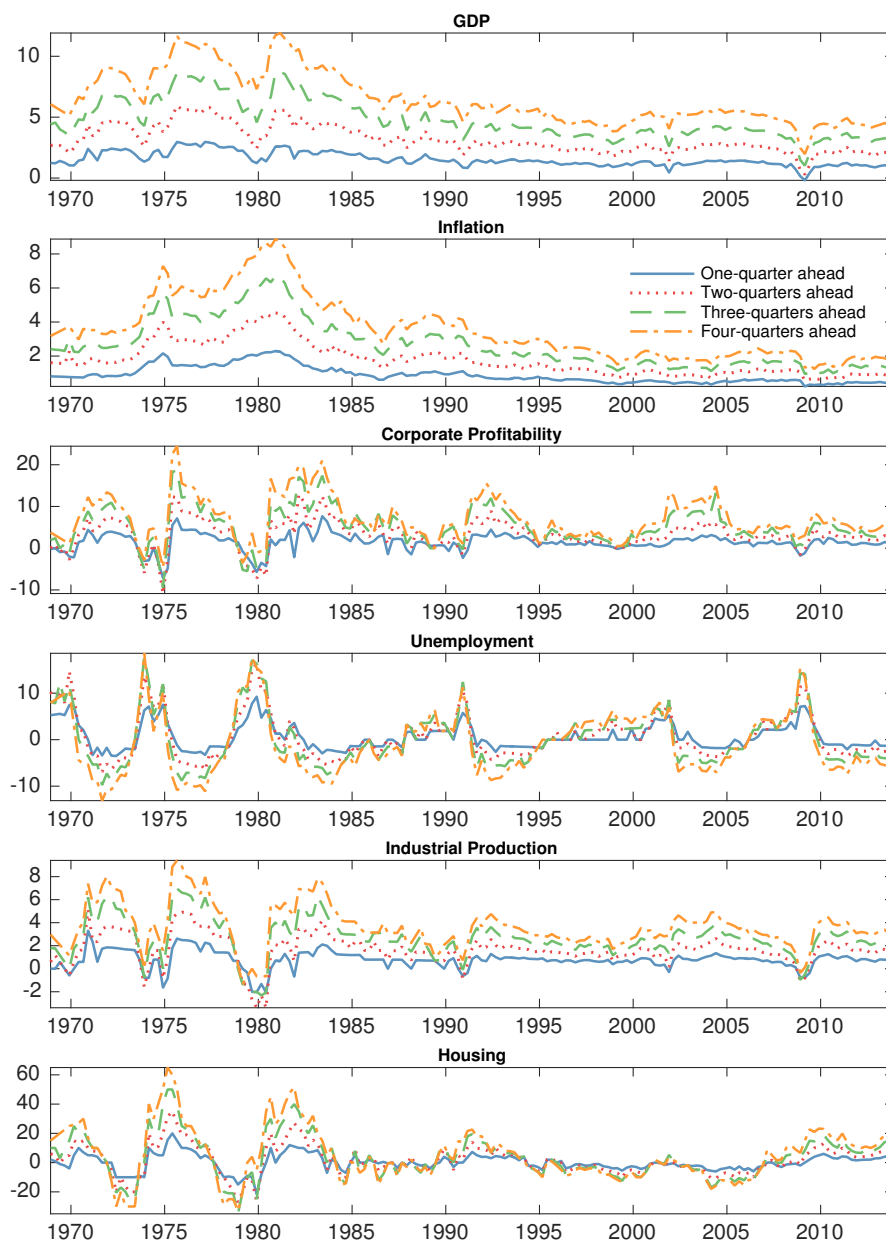 GDP
10
5
0
1970 1975 1980 1985 1990 1995 2000 2005 2010
Inflation
8
6
4
2
One-quarter ahead
Two-quarters ahead
Three-quarters ahead
Four-quarters ahead
1970 1975 1980 1985 1990 1995 2000 2005 2010
Corporate Profitability
20
10
0
-10
1970 1975 1980 1985 1990 1995 2000 2005 2010
Unemployment
10
0
-10
1970 1975 1980 1985 1990 1995 2000 2005 2010
Industrial Production
8
6
4
2
0
-2
1970 1975 1980 1985 1990 1995 2000 2005 2010
Housing
60
40
20
0
-20
1970 1975 1980 1985 1990 1995 2000 2005 2010